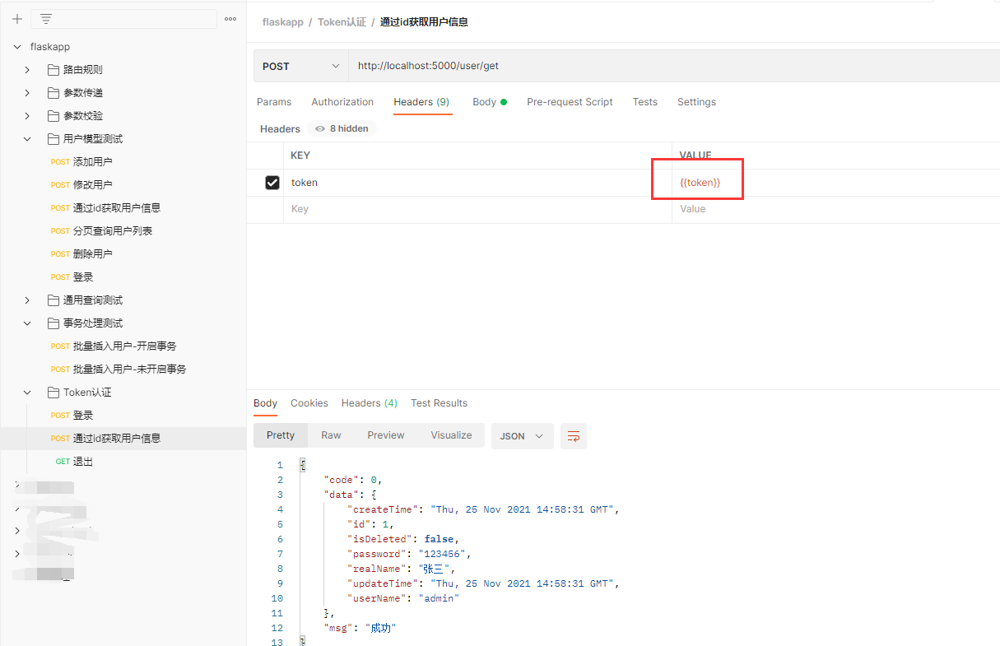 flaskapp
路由规则
参数传递
参数校验
用户模型测试
POST 添加用户
POST 修改用户
POST 通过id获取用户信息
POST 分页查询用户列表
POST 删除用户
POST 登录
通用查询测试
事务处理测试
POST 批量插入用户-开启事务
POST 批量插入用户-未开启事务
Token认证
POST 登录
POST 通过id获取用户信息
GET 退出
flaskapp / Token认证 / 通过id获取用户信息
POST http://localhost:5000/user/get
Params Authorization Headers (9) Body Pre-request Script Tests Settings
Headers 8 hidden
KEY VALUE
token {{token}}
Key Value
Body Cookies Headers (4) Test Results
Pretty Raw Preview Visualize JSON
1 {
2 "code": 0,
3 "data": {
4 "createTime": "Thu, 25 Nov 2021 14:58:31 GMT",
5 "id": 1,
6 "isDeleted": false,
7 "password": "123456",
8 "realName": "张三",
9 "updateTime": "Thu, 25 Nov 2021 14:58:31 GMT",
10 "userName": "admin"
11 },
12 "msg": "成功"
13 }